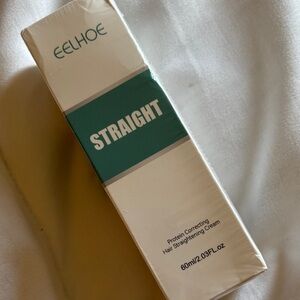 EELHOE
STRAIGHT
Protein Correcting
Hair Straightening Cream
60ml/2.03FL.oz